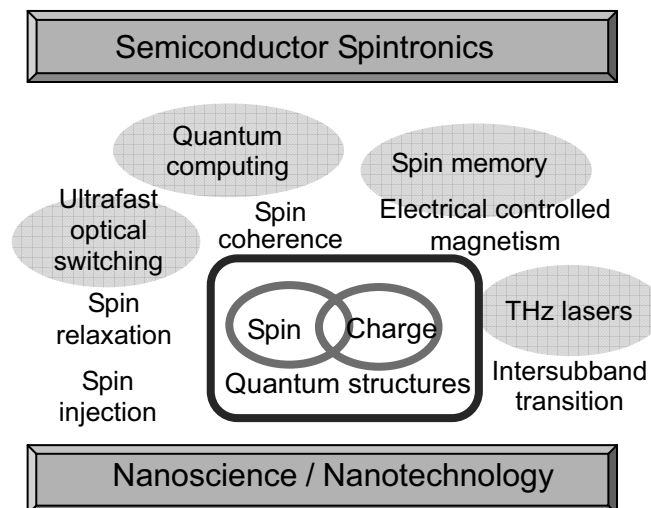 Semiconductor Spintronics
Quantum
computing
Spin memory
Ultrafast
optical
switching
Spin
coherence
Electrical controlled
magnetism
Spin
relaxation
Spin
Charge
THz lasers
Quantum structures
Spin
injection
Intersubband
transition
Nanoscience / Nanotechnology